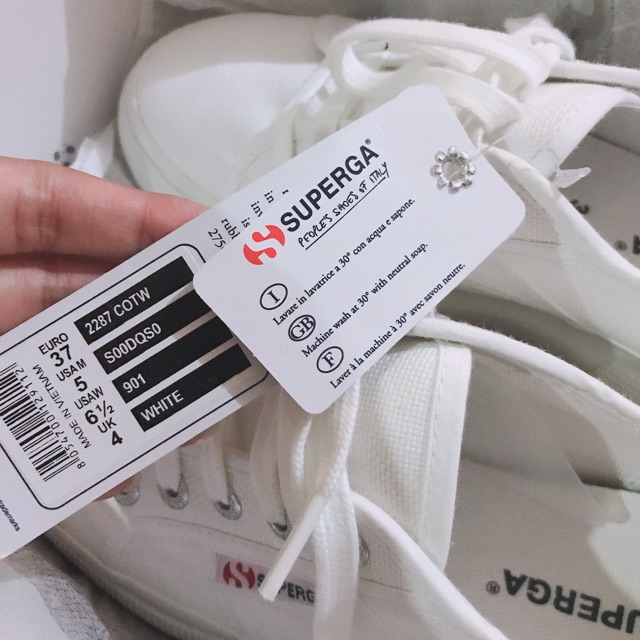 SUPERGA®
PEOPLE'S SHOES OF ITALY
I
Lavare in lavatrice a 30° con acqua e sapone.
GB
Machine wash at 30° with neutral soap.
F
Laver à la machine à 30° avec savon neutre.
EURO
37
USAM
5
USAW
6½
UK
4
2287 COTW
S00DQS0
901
WHITE
MADE IN VIETNAM
SUPERGA
SUPERGA®